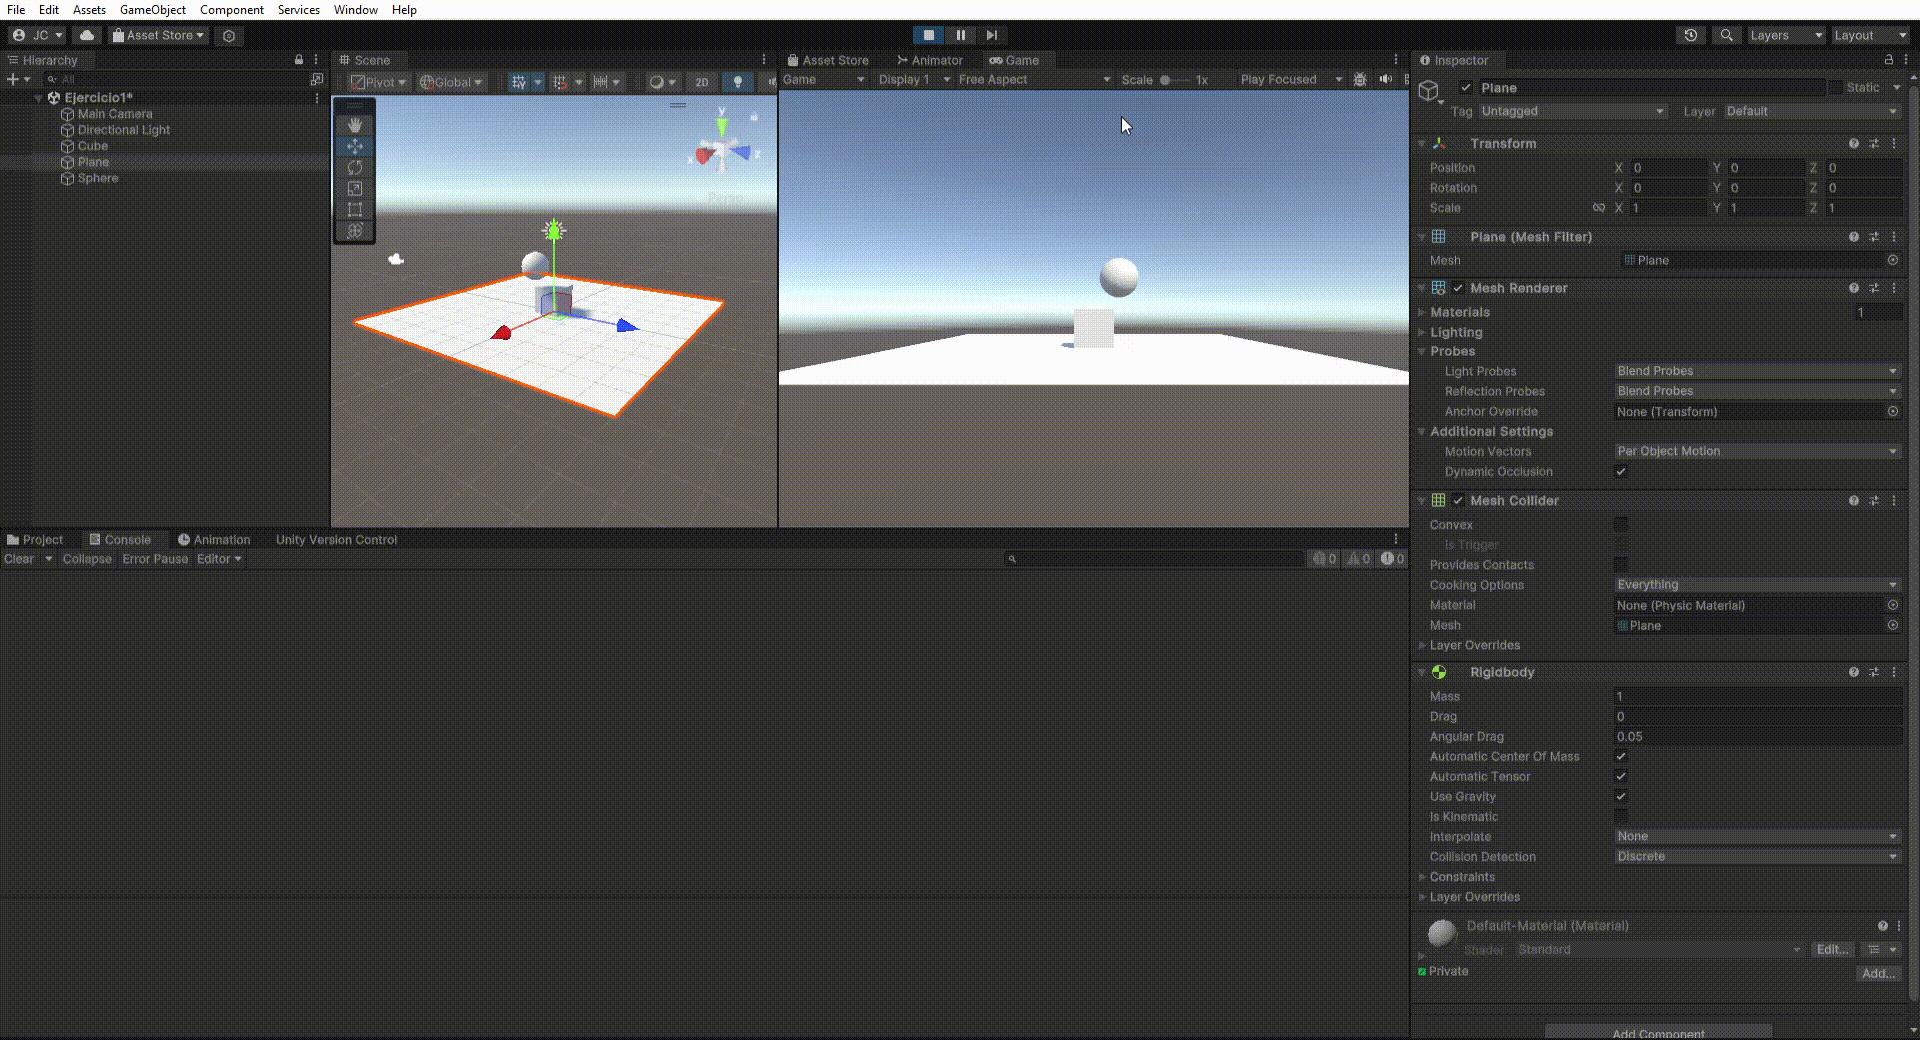 File Edit Assets GameObject Component Services Window Help
JC Asset Store Layers Layout
Hierarchy
All
Ejercicio1*
Main Camera
Directional Light
Cube
Plane
Sphere
Scene
Pivot Global 2D
y
x z
Persp
Asset Store Animator Game
Game Display 1 Free Aspect Scale 1x Play Focused
Project Console Animation Unity Version Control
Clear Collapse Error Pause Editor 0 0 0
Inspector
Plane Static
Tag Untagged Layer Default
Transform
Position X 0 Y 0 Z 0
Rotation X 0 Y 0 Z 0
Scale X 1 Y 1 Z 1
Plane (Mesh Filter)
Mesh Plane
Mesh Renderer
Materials 1
Lighting
Probes
Light Probes Blend Probes
Reflection Probes Blend Probes
Anchor Override None (Transform)
Additional Settings
Motion Vectors Per Object Motion
Dynamic Occlusion
Mesh Collider
Convex
Is Trigger
Provides Contacts
Cooking Options Everything
Material None (Physic Material)
Mesh Plane
Layer Overrides
Rigidbody
Mass 1
Drag 0
Angular Drag 0.05
Automatic Center Of Mass
Automatic Tensor
Use Gravity
Is Kinematic
Interpolate None
Collision Detection Discrete
Constraints
Layer Overrides
Default-Material (Material)
Shader Standard Edit...
Private
Add...
Add Component